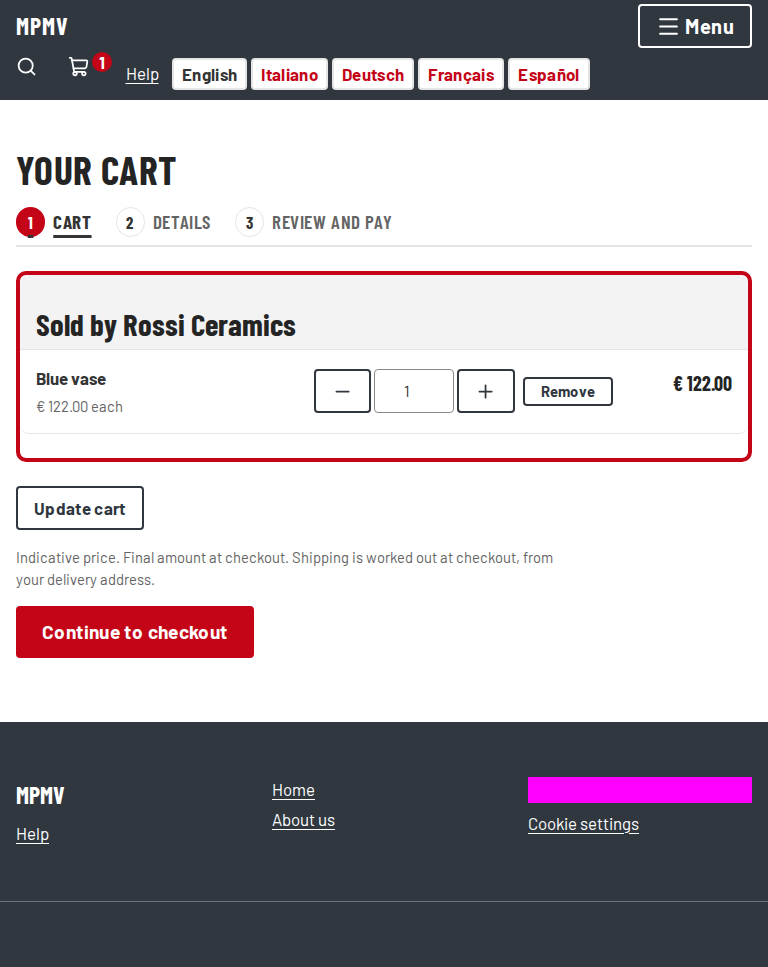 MPMV
Menu
1
Help English Italiano Deutsch Français Español
YOUR CART
1 CART 2 DETAILS 3 REVIEW AND PAY
Sold by Rossi Ceramics
Blue vase
€ 122.00 each
1
Remove
€ 122.00
Update cart
Indicative price. Final amount at checkout. Shipping is worked out at checkout, from
your delivery address.
Continue to checkout
MPMV
Help
Home
About us
Cookie settings